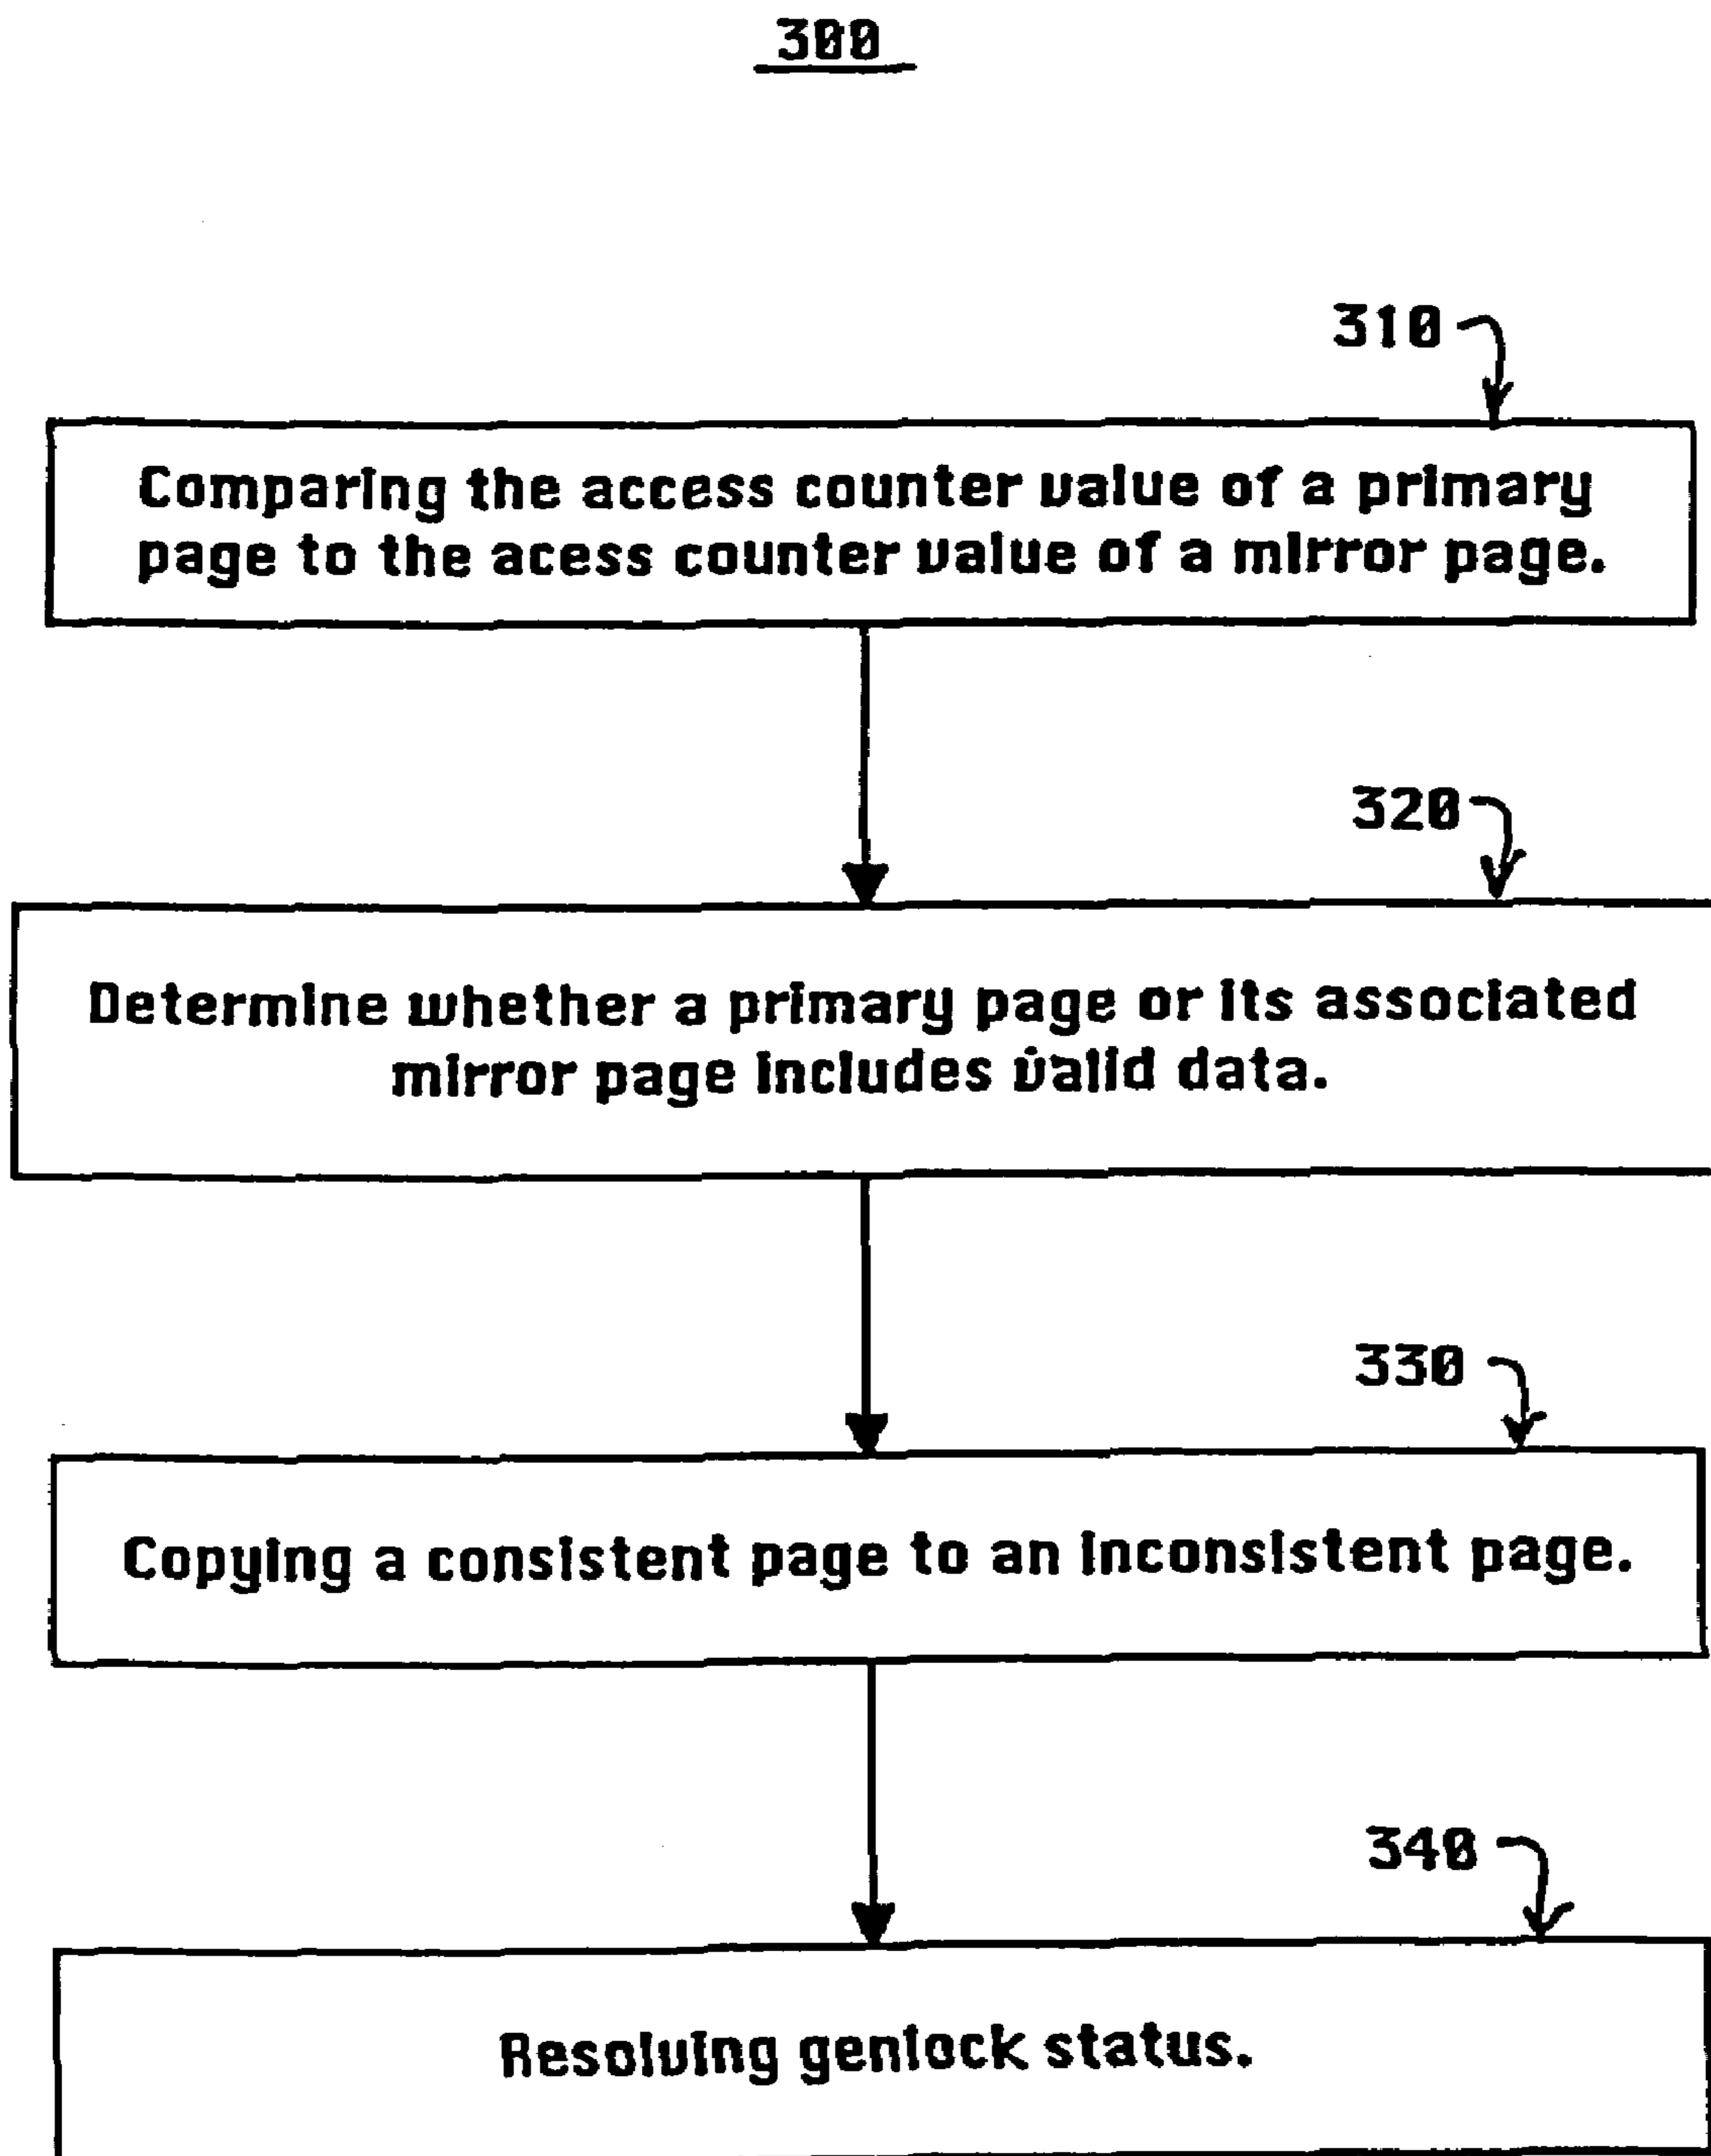 300
310
Comparing the access counter value of a primary
page to the acess counter value of a mirror page.
320
Determine whether a primary page or its associated
mirror page includes valid data.
330
Copying a consistent page to an inconsistent page.
340
Resolving genlock status.